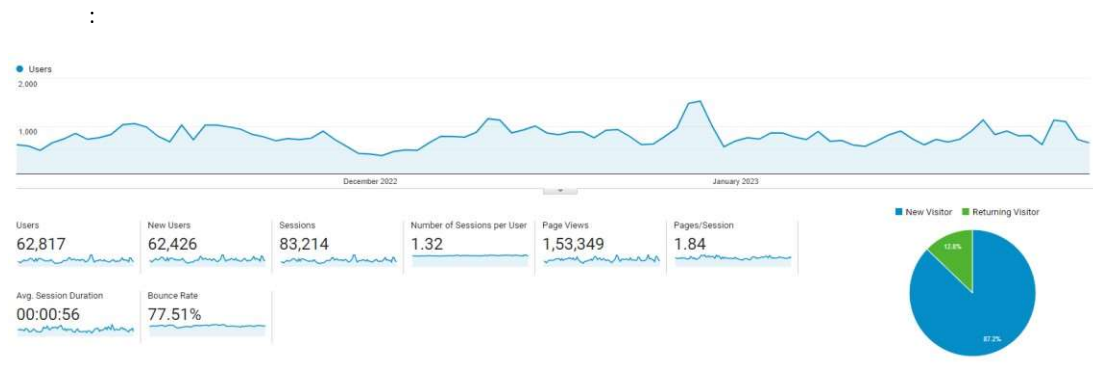 :
Users
2,000
1,000
December 2022
January 2023
New Visitor Returning Visitor
Users New Users Sessions Number of Sessions per User Page Views Pages/Session
62,817 62,426 83,214 1.32 1,53,349 1.84
12.8%
Avg. Session Duration Bounce Rate
00:00:56 77.51%
87.2%